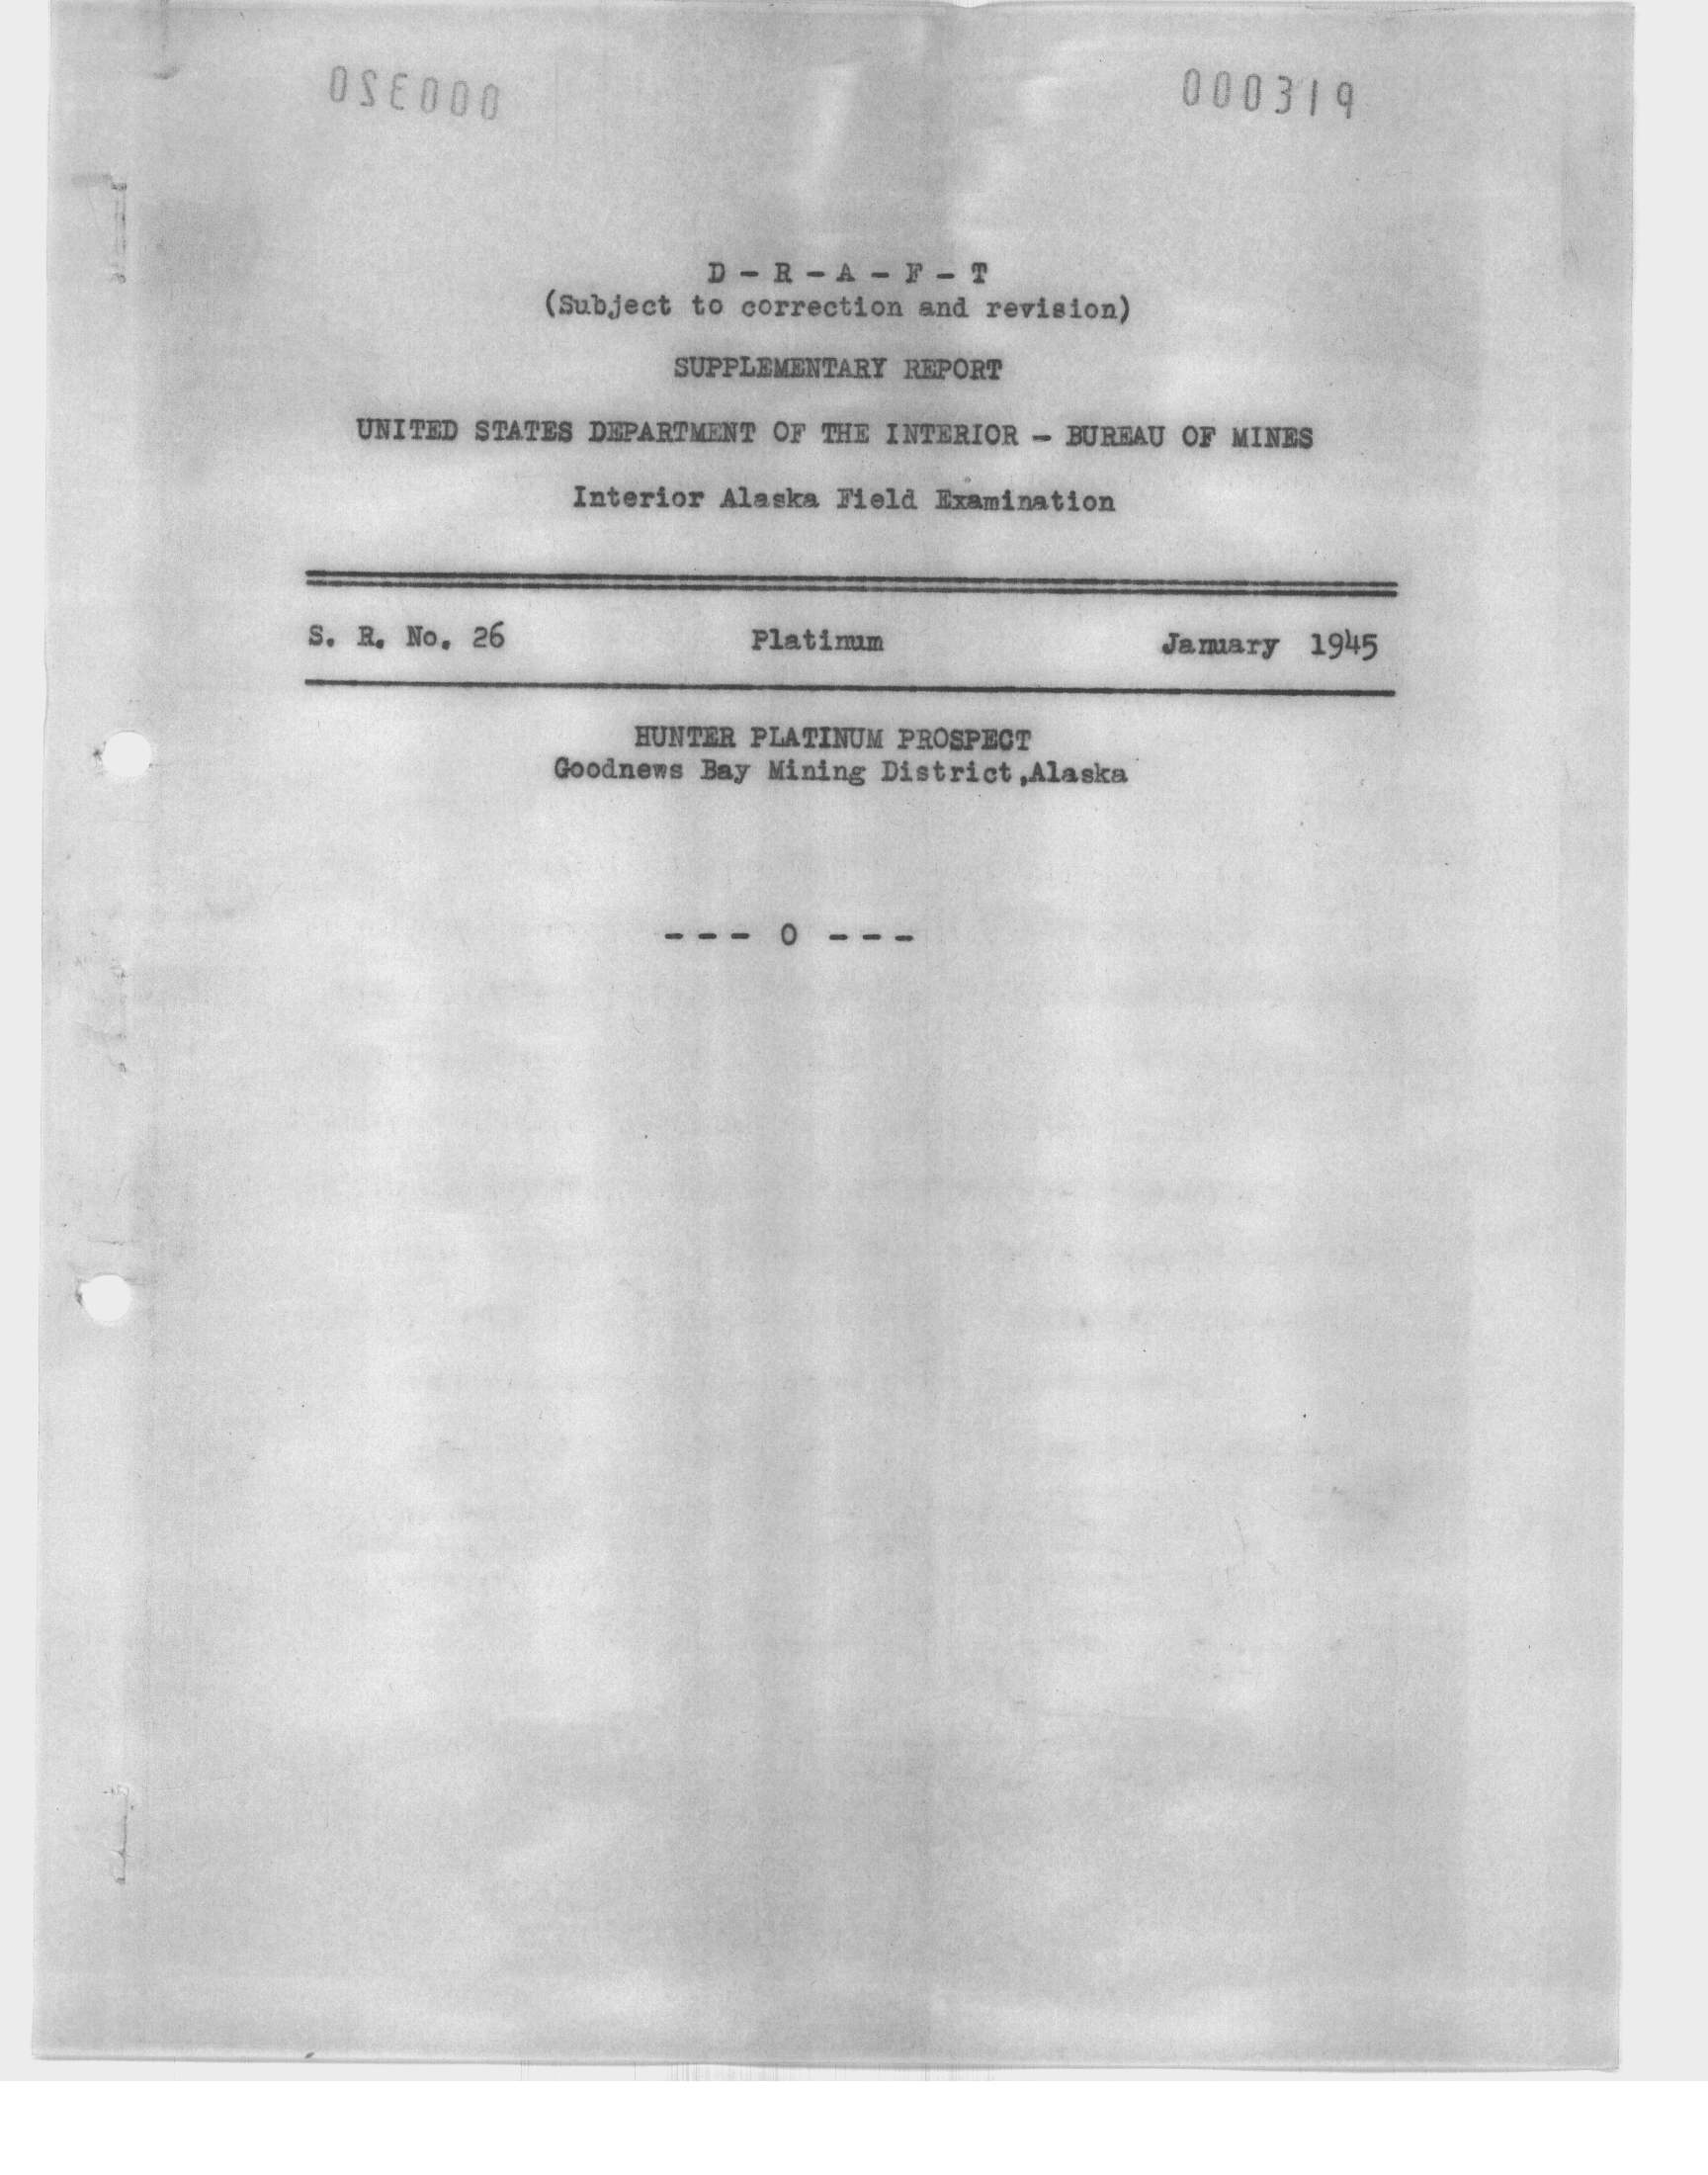 000320
000319
D - R - A - F - T
(Subject to correction and revision)
SUPPLEMENTARY REPORT
UNITED STATES DEPARTMENT OF THE INTERIOR - BUREAU OF MINES
Interior Alaska Field Examination
S. R. No. 26 Platinum January 1945
HUNTER PLATINUM PROSPECT
Goodnews Bay Mining District,Alaska
- - - 0 - - -